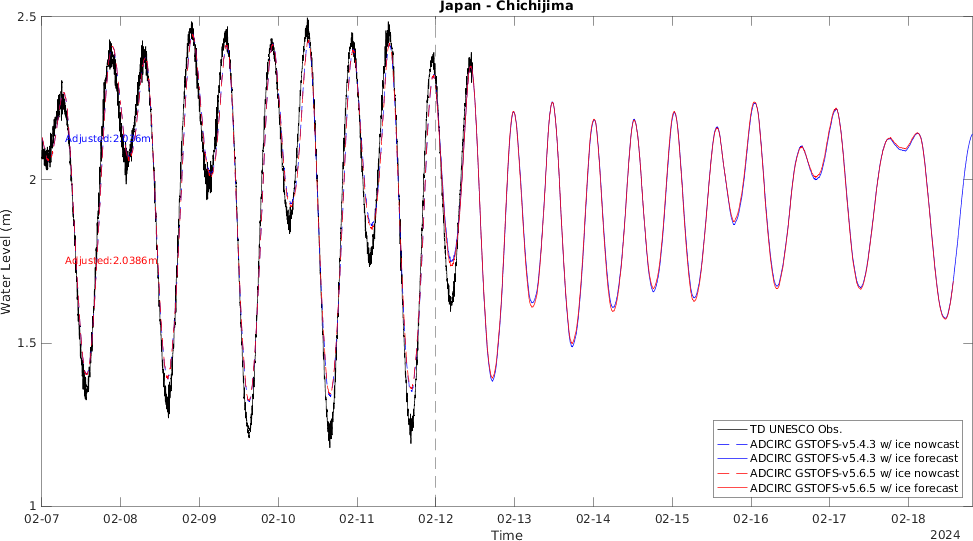 Japan - Chichijima
2.5
2
1.5
1
Water Level (m)
Adjusted:2.036m
Adjusted:2.0386m
TD UNESCO Obs.
ADCIRC GSTOFS-v5.4.3 w/ ice nowcast
ADCIRC GSTOFS-v5.4.3 w/ ice forecast
ADCIRC GSTOFS-v5.6.5 w/ ice nowcast
ADCIRC GSTOFS-v5.6.5 w/ ice forecast
02-07 02-08 02-09 02-10 02-11 02-12 02-13 02-14 02-15 02-16 02-17 02-18
Time
2024